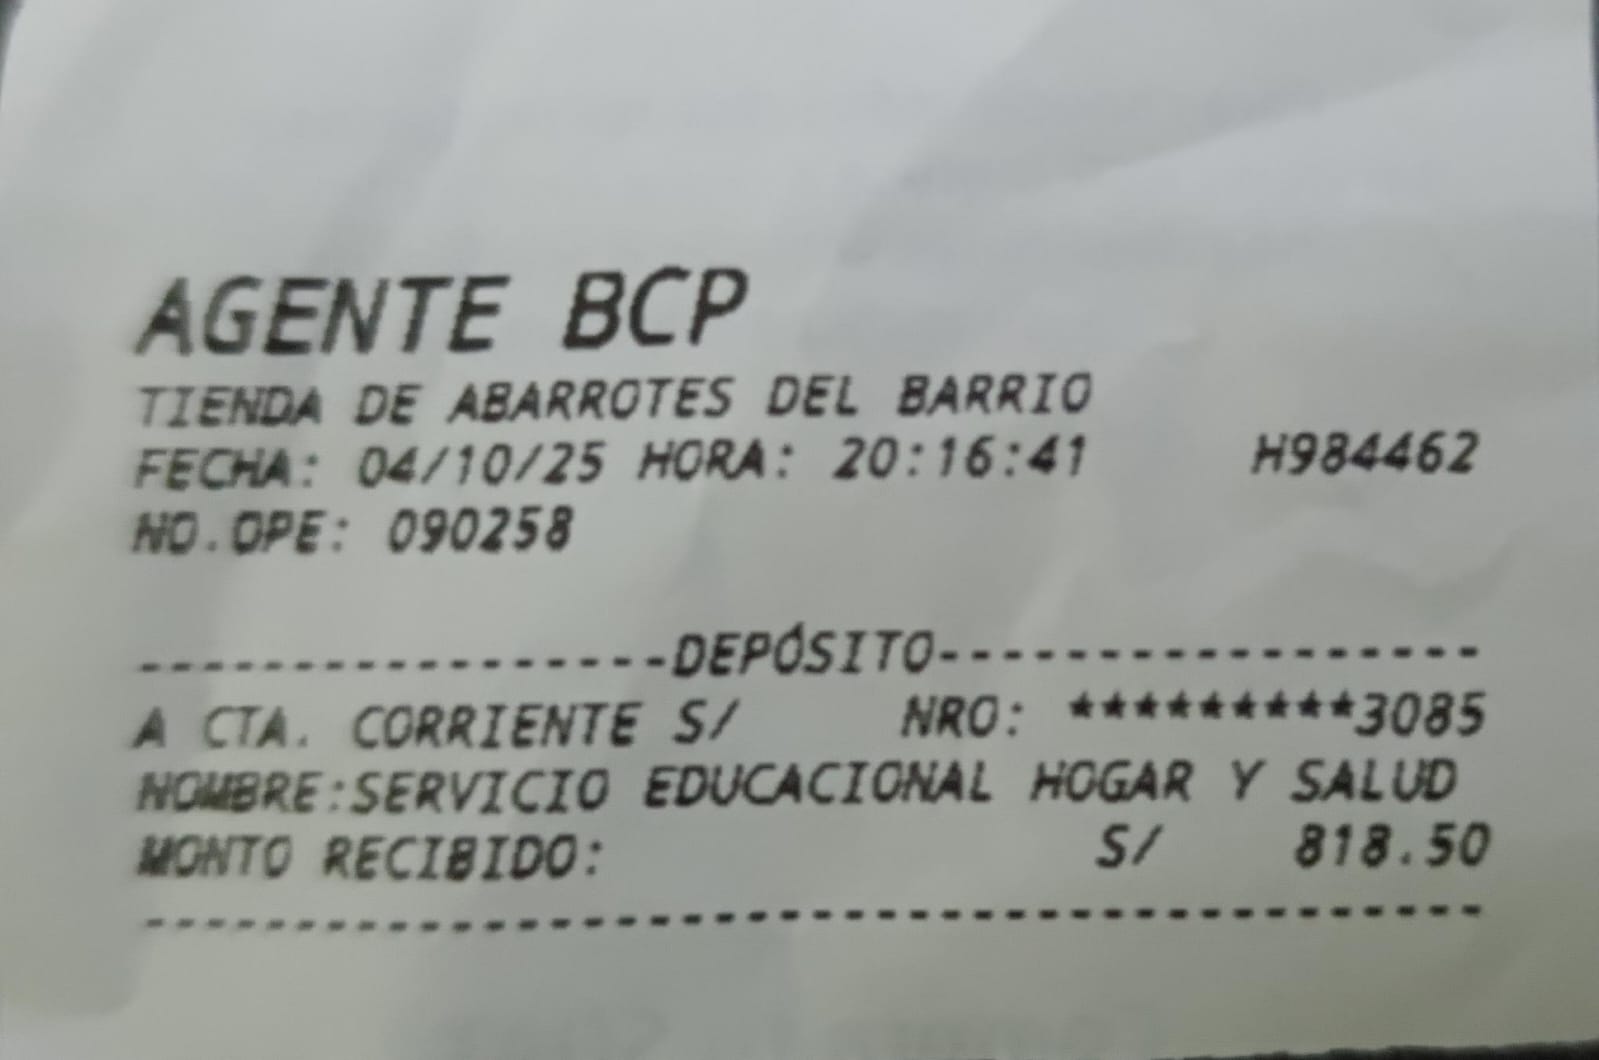 AGENTE BCP
TIENDA DE ABARROTES DEL BARRIO
FECHA: 04/10/25 HORA: 20:16:41 H984462
NO.OPE: 090258
-----------------DEPÓSITO-----------------
A CTA. CORRIENTE S/ NRO: *********3085
NOMBRE:SERVICIO EDUCACIONAL HOGAR Y SALUD
MONTO RECIBIDO: S/ 818.50
------------------------------------------